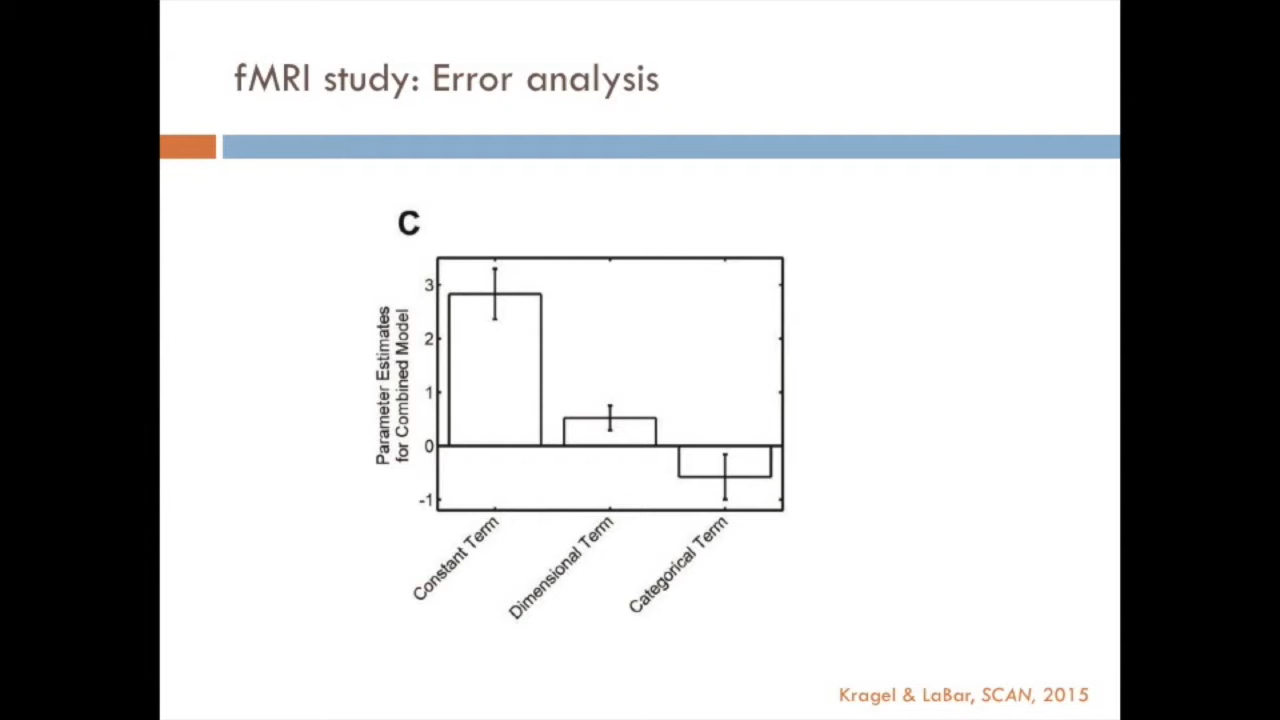 fMRI study: Error analysis
C
Parameter Estimates
for Combined Model
3
2
1
0
-1
Constant Term
Dimensional Term
Categorical Term
Kragel & LaBar, SCAN, 2015